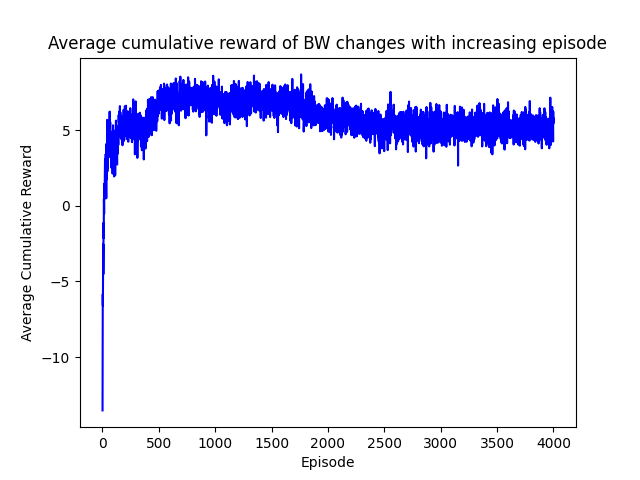 Average cumulative reward of BW changes with increasing episode
Average Cumulative Reward
5
0
−5
−10
0 500 1000 1500 2000 2500 3000 3500 4000
Episode